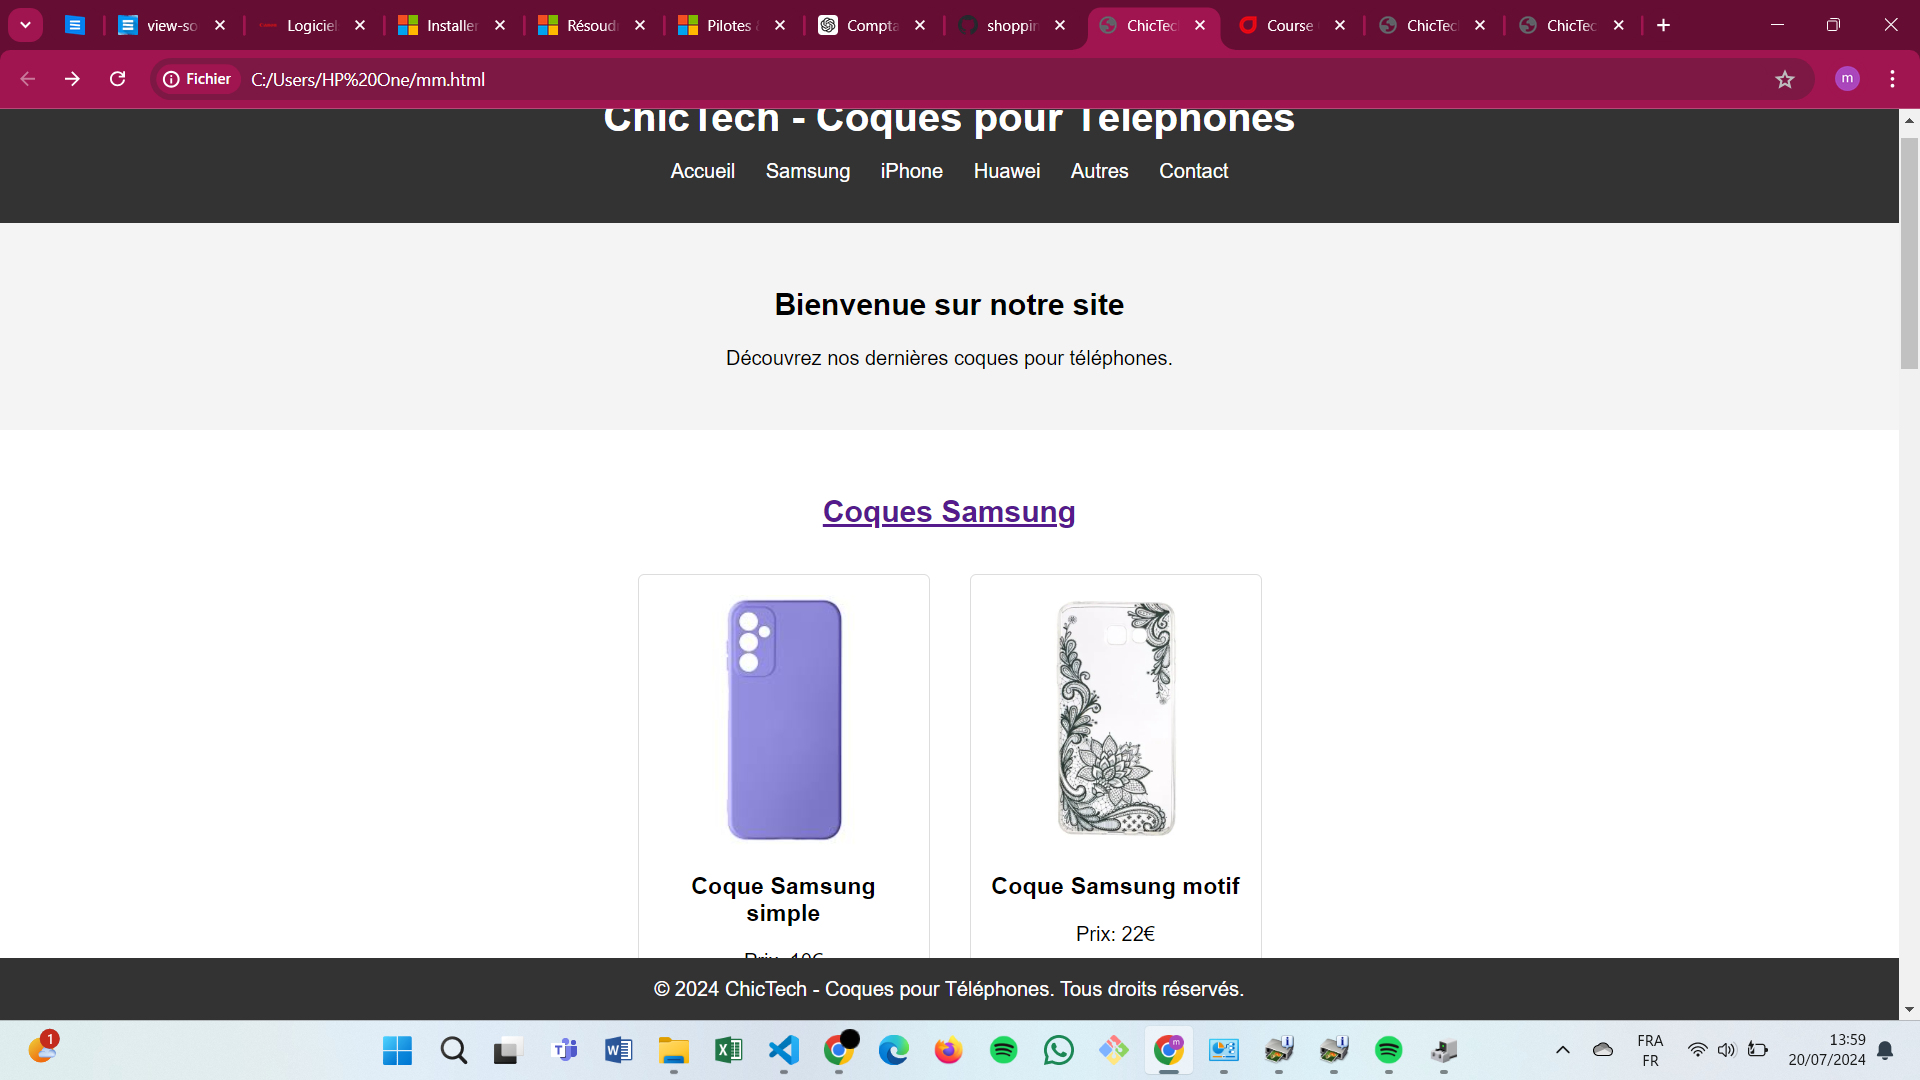 view-so
Logiciel
Installer
Résoud
Pilotes
Compta
shoppin
ChicTec
Course
ChicTec
ChicTec
Fichier
C:/Users/HP%20One/mm.html
m
ChicTech - Coques pour Téléphones
Accueil Samsung iPhone Huawei Autres Contact
Bienvenue sur notre site
Découvrez nos dernières coques pour téléphones.
Coques Samsung
Coque Samsung
simple
Coque Samsung motif
Prix: 22€
© 2024 ChicTech - Coques pour Téléphones. Tous droits réservés.
1
FRA
FR
13:59
20/07/2024